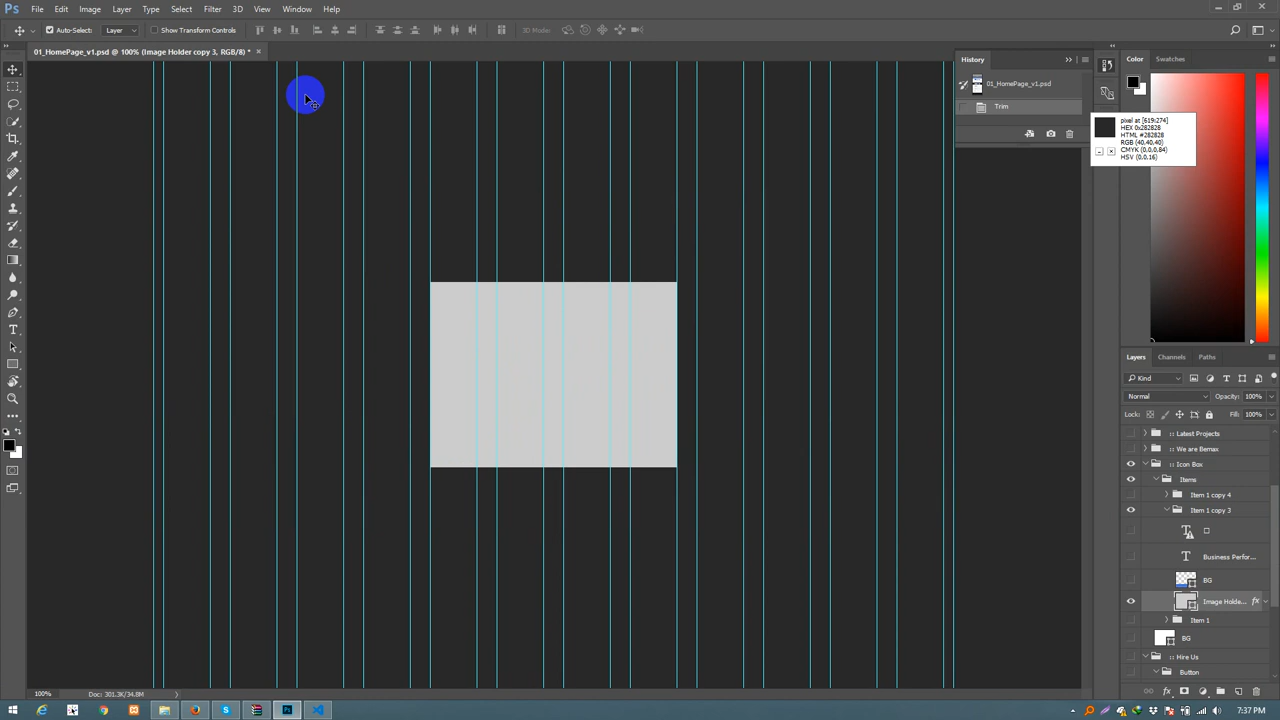 Ps File Edit Image Layer Type Select Filter 3D View Window Help
Auto-Select: Layer Show Transform Controls 3D Mode:
01_HomePage_v1.psd @ 100% (Image Holder copy 3, RGB/8) * ×
History
01_HomePage_v1.psd
Trim
Color Swatches
pixel at [619:274]
HEX 0x282828
HTML #282828
RGB (40,40,40)
CMYK (0,0,0,84)
HSV (0,0,16)
Layers Channels Paths
Kind
Normal Opacity: 100%
Lock: Fill: 100%
:: Latest Projects
:: We are Bemax
:: Icon Box
Items
Item 1 copy 4
Item 1 copy 3
Business Perfor...
BG
Image Holde... fx
Item 1
BG
:: Hire Us
Button
100% Doc: 301.3K/34.8M
7:37 PM